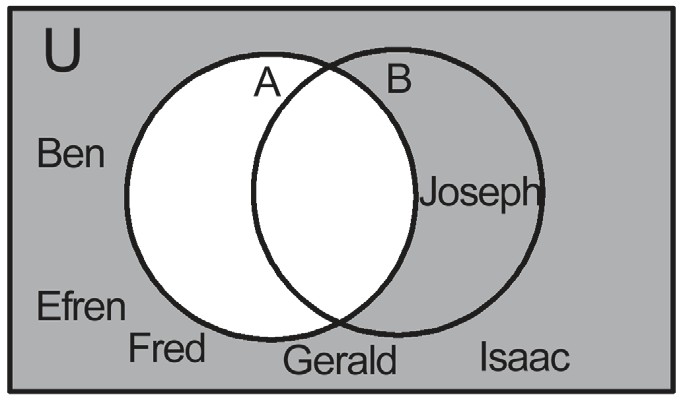 U
A
B
Ben
Joseph
Efren
Fred
Gerald
Isaac